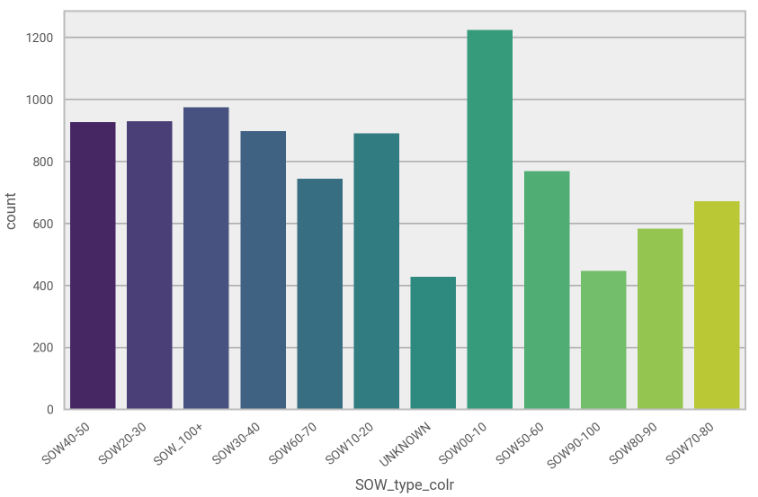 1200
1000
800
600
400
200
0
count
SOW40-50
SOW20-30
SOW_100+
SOW30-40
SOW60-70
SOW10-20
UNKNOWN
SOW00-10
SOW50-60
SOW90-100
SOW80-90
SOW70-80
SOW_type_colr